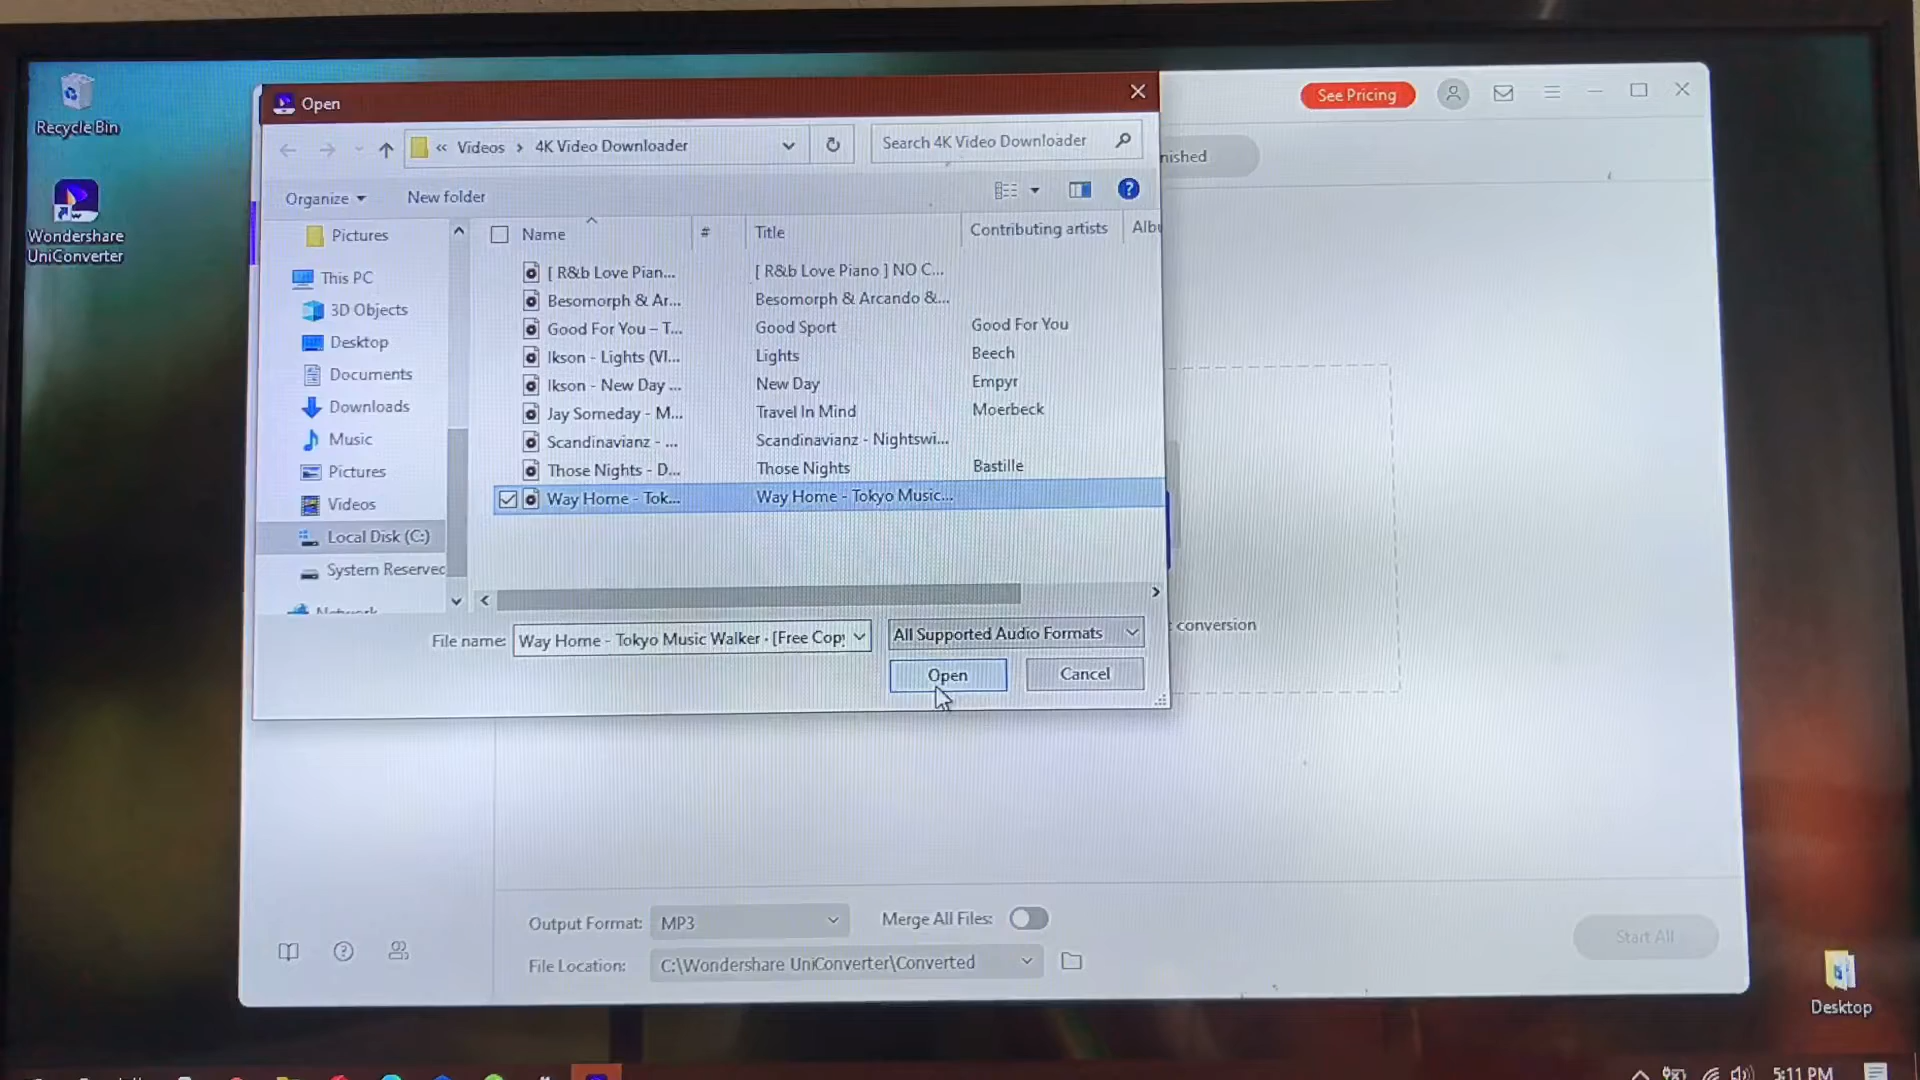 Recycle Bin
Wondershare
UniConverter
Open
See Pricing
« Videos › 4K Video Downloader
Search 4K Video Downloader
nished
Organize
New folder
Name
#
Title
Contributing artists
Albu
Pictures
This PC
3D Objects
Desktop
Documents
Downloads
Music
Pictures
Videos
Local Disk (C:)
System Reserved
Network
[ R&b Love Pian... [ R&b Love Piano ] NO C...
Besomorph & Ar... Besomorph & Arcando &...
Good For You – T... Good Sport Good For You
Ikson - Lights (Vl... Lights Beech
Ikson - New Day ... New Day Empyr
Jay Someday - M... Travel In Mind Moerbeck
Scandinavianz - ... Scandinavianz - Nightswi...
Those Nights - D... Those Nights Bastille
Way Home - Tok... Way Home - Tokyo Music...
File name: Way Home - Tokyo Music Walker · [Free Copy
All Supported Audio Formats
Open
Cancel
conversion
Output Format: MP3
Merge All Files:
File Location: C:\Wondershare UniConverter\Converted
Start All
Desktop
5:11 PM